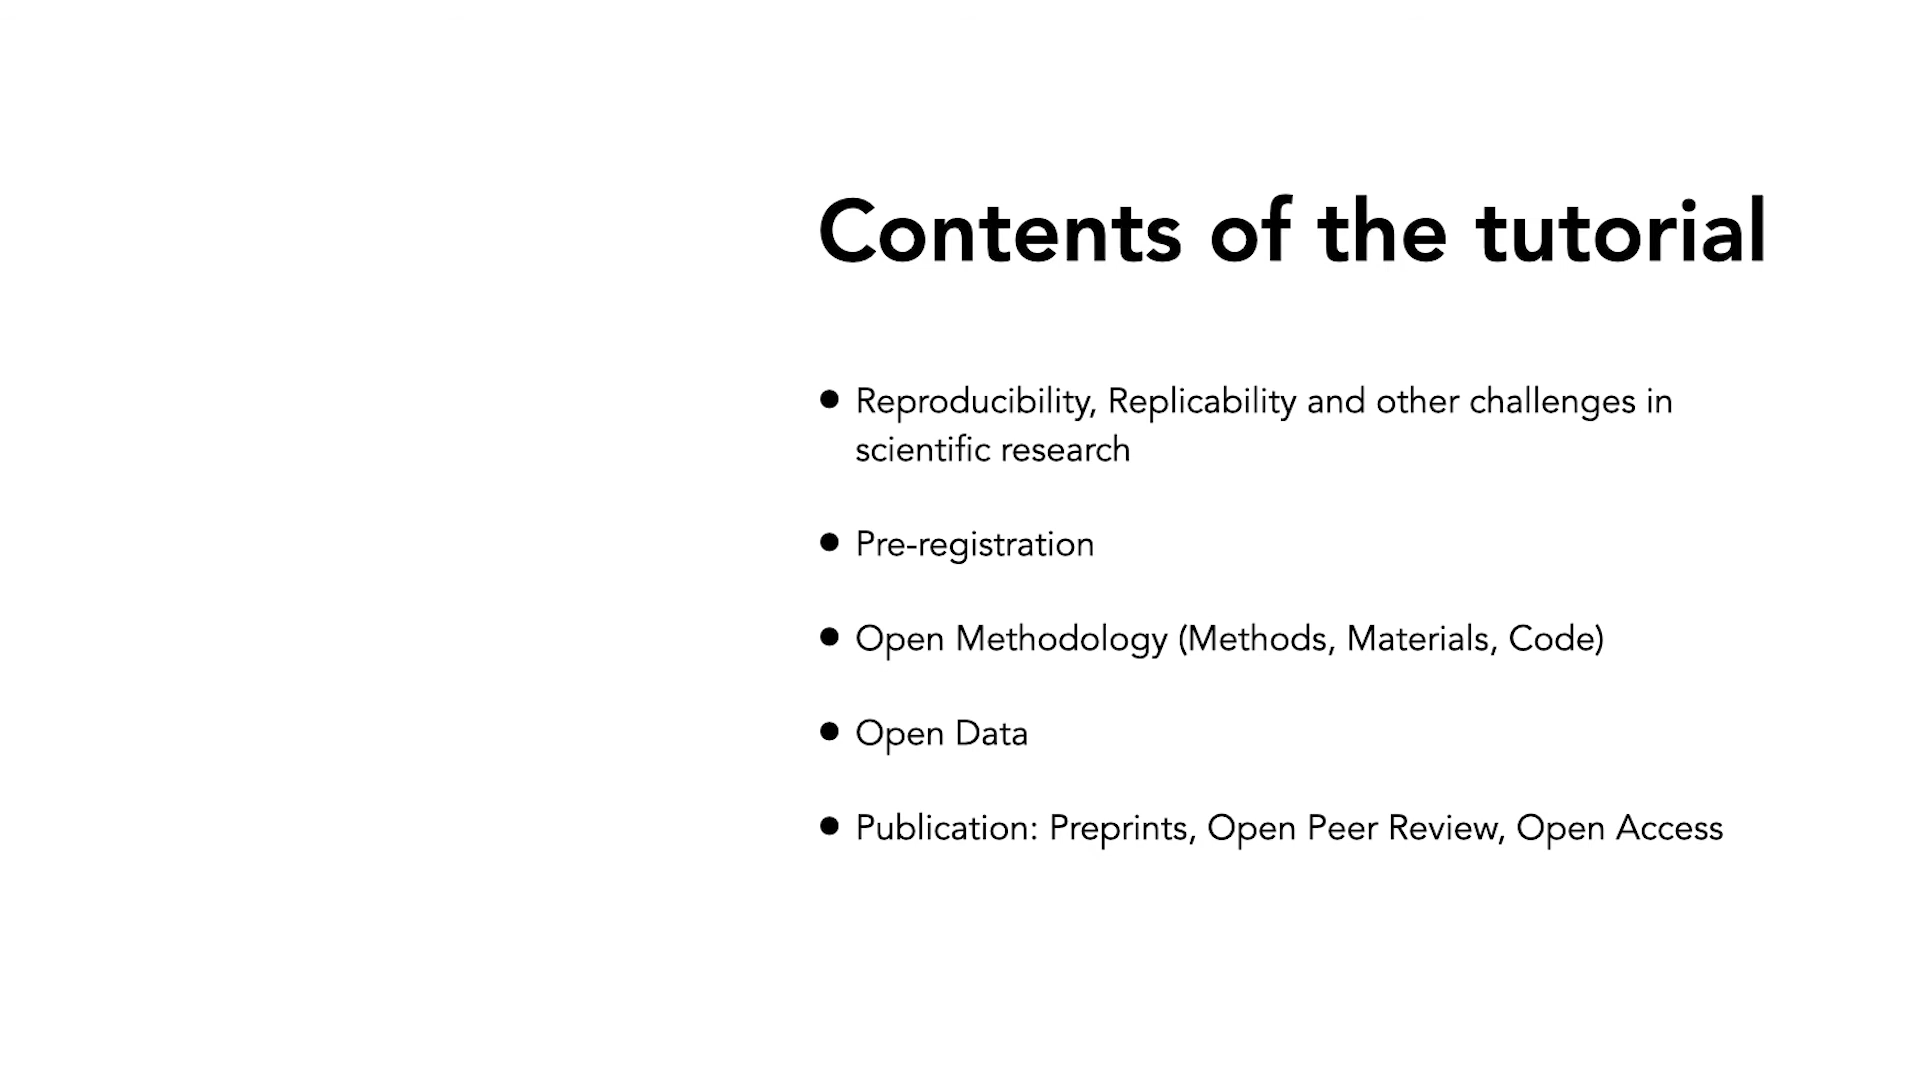 Contents of the tutorial
● Reproducibility, Replicability and other challenges in
scientific research
● Pre-registration
● Open Methodology (Methods, Materials, Code)
● Open Data
● Publication: Preprints, Open Peer Review, Open Access